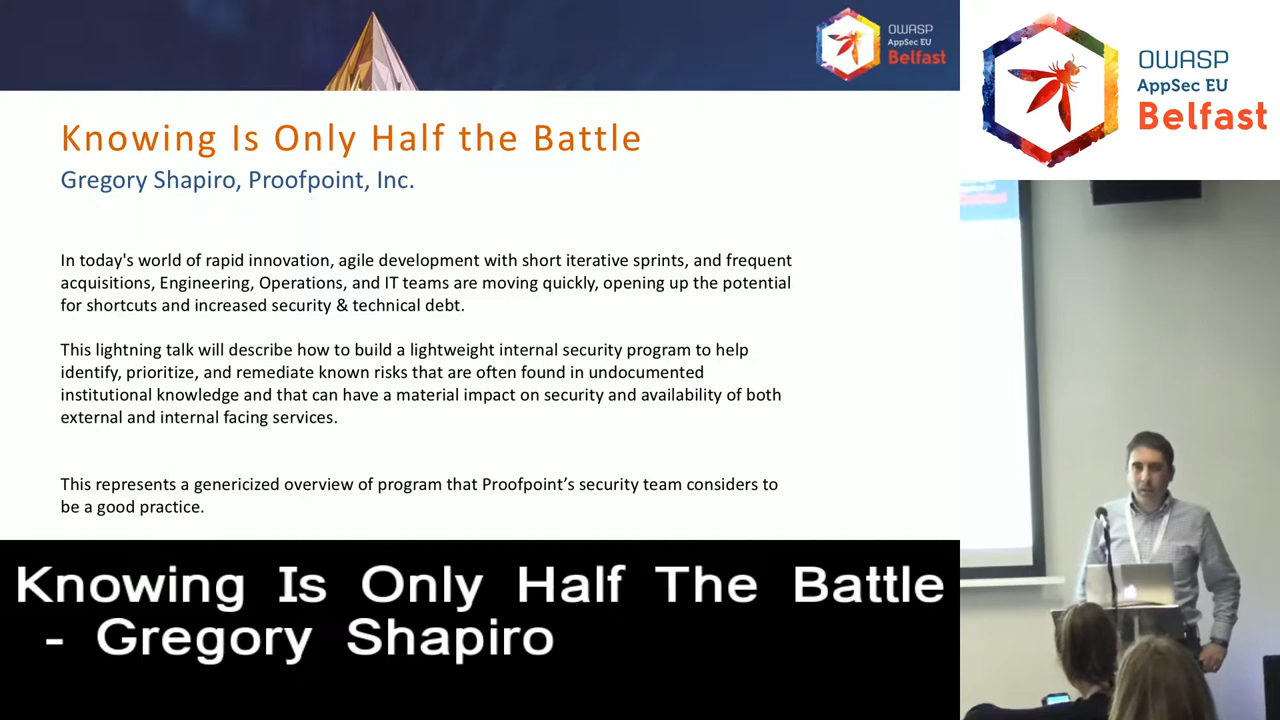 OWASP
AppSec EU
Belfast
Knowing Is Only Half the Battle
Gregory Shapiro, Proofpoint, Inc.
In today's world of rapid innovation, agile development with short iterative sprints, and frequent
acquisitions, Engineering, Operations, and IT teams are moving quickly, opening up the potential
for shortcuts and increased security & technical debt.
This lightning talk will describe how to build a lightweight internal security program to help
identify, prioritize, and remediate known risks that are often found in undocumented
institutional knowledge and that can have a material impact on security and availability of both
external and internal facing services.
This represents a genericized overview of program that Proofpoint’s security team considers to
be a good practice.
Knowing Is Only Half The Battle
- Gregory Shapiro
OWASP
AppSec EU
Belfast